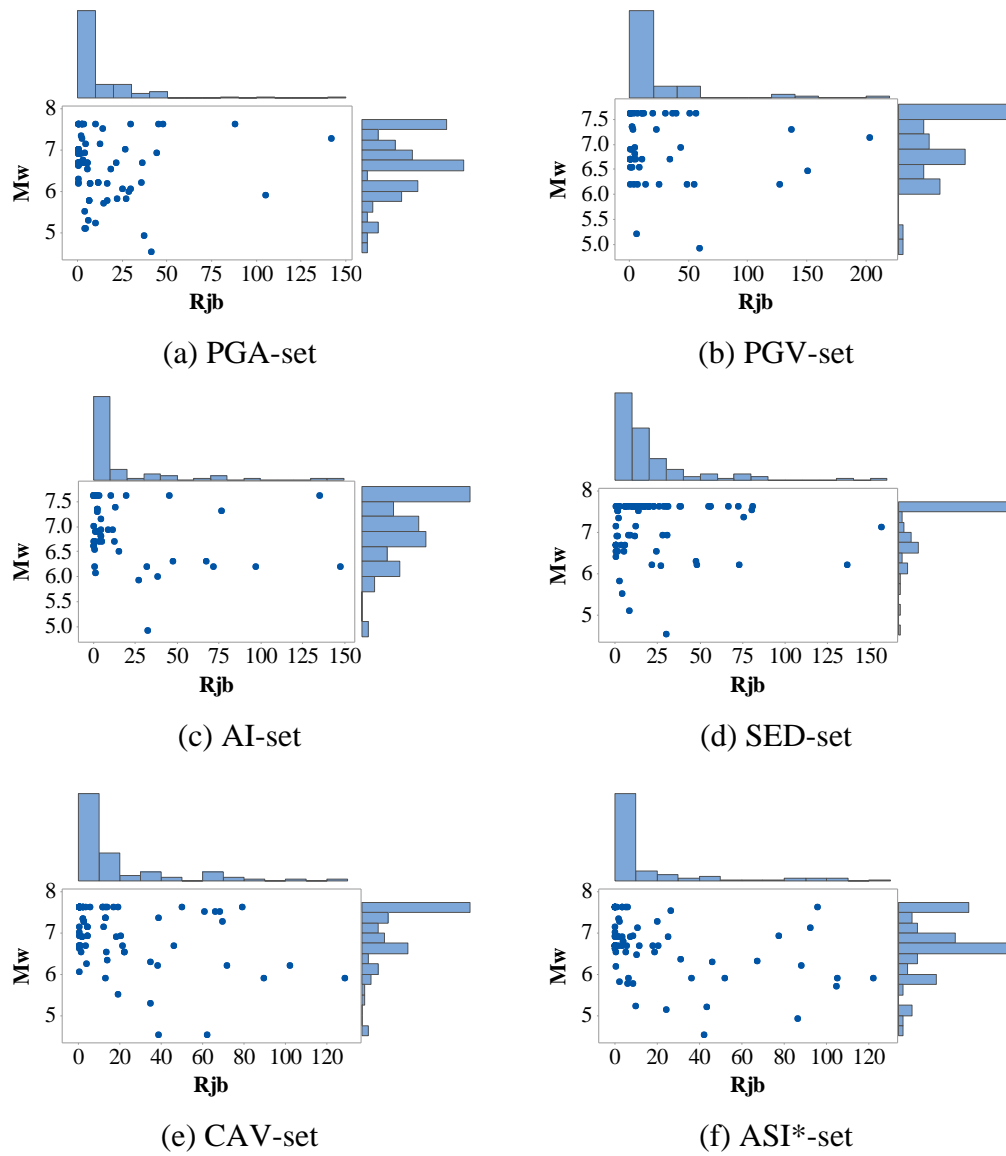 8
7
6
5
Mw
0 25 50 75 100 125 150
Rjb
(a) PGA-set
7.5
7.0
6.5
6.0
5.5
5.0
Mw
0 50 100 150 200
Rjb
(b) PGV-set
7.5
7.0
6.5
6.0
5.5
5.0
Mw
0 25 50 75 100 125 150
Rjb
(c) AI-set
8
7
6
5
Mw
0 25 50 75 100 125 150
Rjb
(d) SED-set
8
7
6
5
Mw
0 20 40 60 80 100 120
Rjb
(e) CAV-set
8
7
6
5
Mw
0 20 40 60 80 100 120
Rjb
(f) ASI*-set